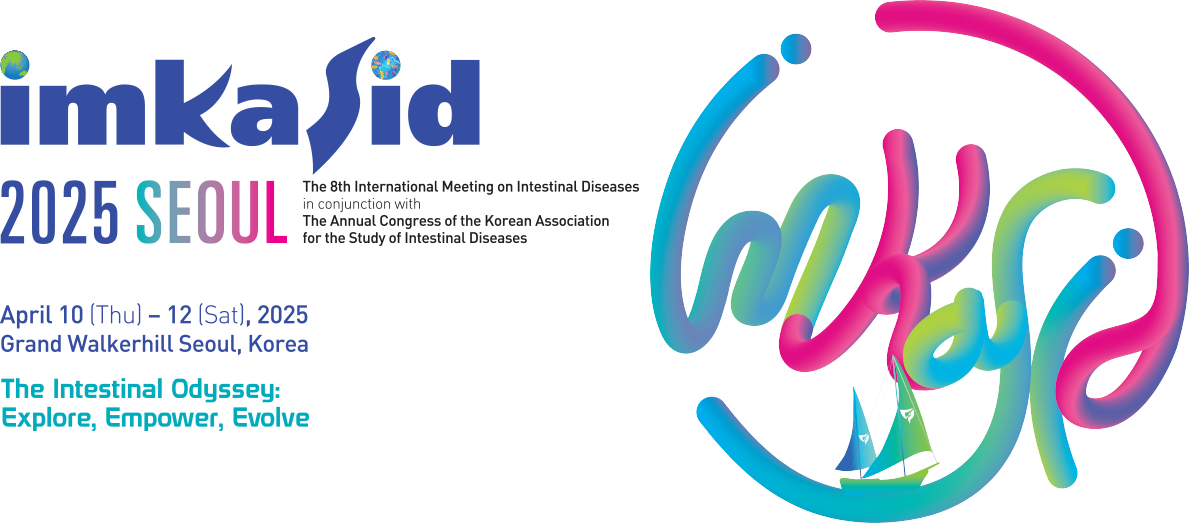 imkasid
2025 SEOUL
The 8th International Meeting on Intestinal Diseases
in conjunction with
The Annual Congress of the Korean Association
for the Study of Intestinal Diseases
April 10 (Thu) – 12 (Sat), 2025
Grand Walkerhill Seoul, Korea
The Intestinal Odyssey:
Explore, Empower, Evolve
imkasid